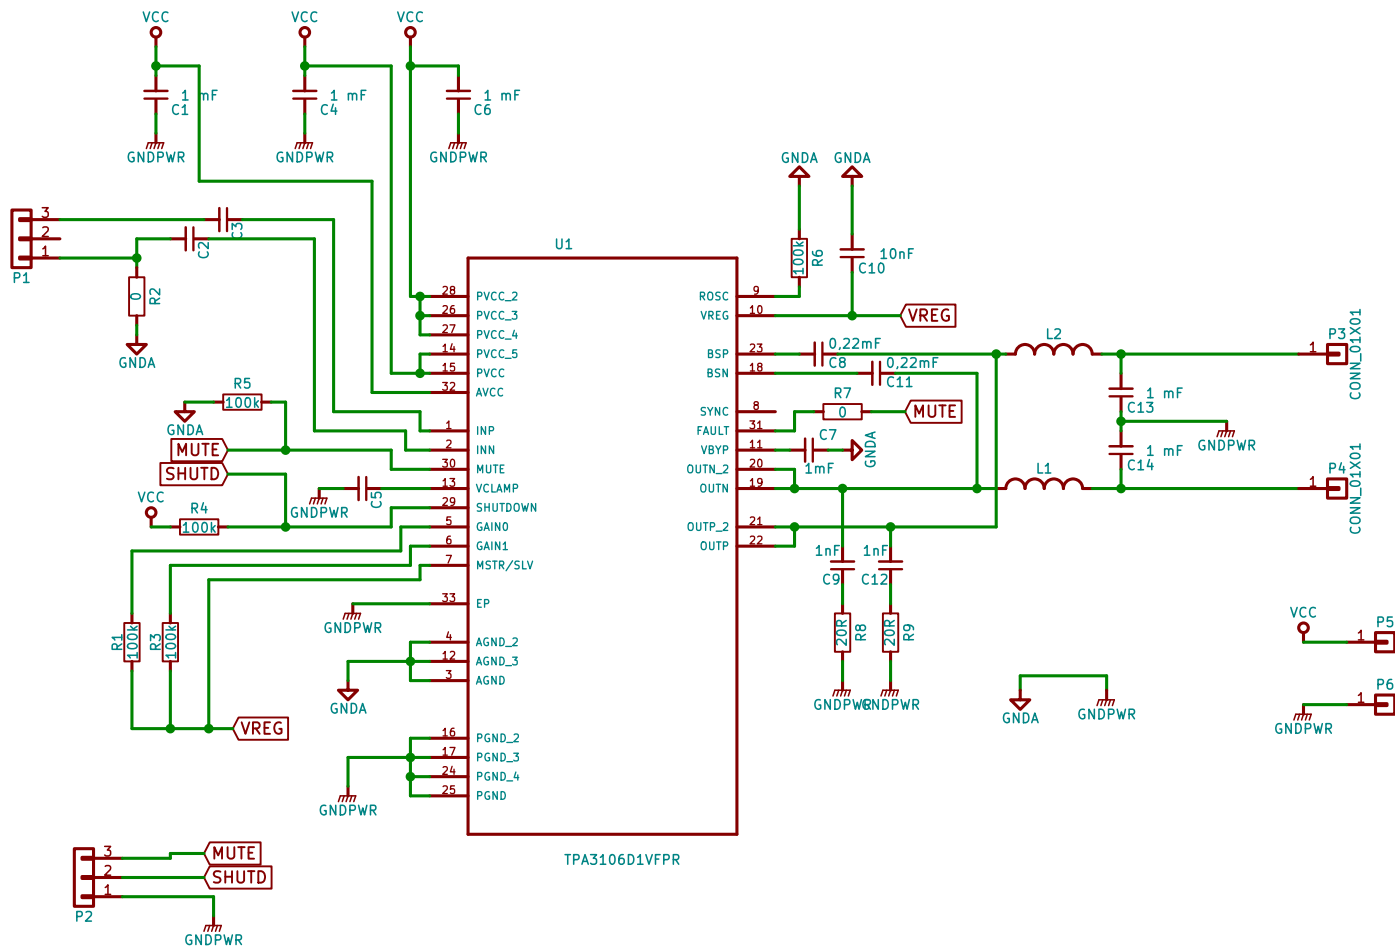 VCC
VCC
VCC
1 mF
C1
1 mF
C4
1 mF
C6
GNDPWR
GNDPWR
GNDPWR
GNDA
GNDA
3
2
1
P1
C3
C2
0
R2
GNDA
U1
100k
R6
10nF
C10
28
PVCC_2
26
PVCC_3
27
PVCC_4
14
PVCC_5
15
PVCC
32
AVCC
1
INP
2
INN
30
MUTE
13
VCLAMP
29
SHUTDOWN
5
GAIN0
6
GAIN1
7
MSTR/SLV
33
EP
4
AGND_2
12
AGND_3
3
AGND
16
PGND_2
17
PGND_3
24
PGND_4
25
PGND
ROSC
9
VREG
10
BSP
23
BSN
18
SYNC
8
FAULT
31
VBYP
11
OUTN_2
20
OUTN
19
OUTP_2
21
OUTP
22
TPA3106D1VFPR
VREG
0,22mF
C8
0,22mF
C11
R7
0
MUTE
C7
1mF
GNDA
L2
L1
1 mF
C13
1 mF
C14
GNDPWR
P3
1
CONN_01X01
P4
1
CONN_01X01
R5
100k
GNDA
MUTE
SHUTD
VCC
R4
100k
GNDPWR
C5
GNDPWR
R1
100k
R3
100k
GNDA
VREG
GNDPWR
1nF
C9
1nF
C12
20R
R8
20R
R9
GNDPWR
GNDPWR
GNDA
GNDPWR
VCC
1
P5
P6
1
GNDPWR
3
2
1
P2
MUTE
SHUTD
GNDPWR